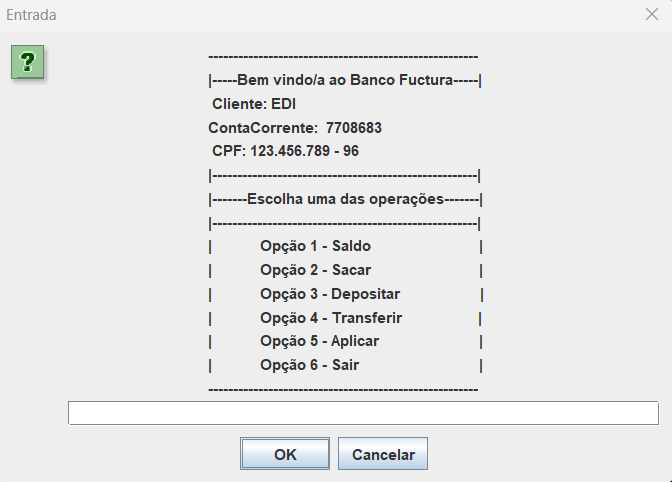 Entrada
------------------------------------------------------
|-----Bem vindo/a ao Banco Fuctura-----|
Cliente: EDI
ContaCorrente:  7708683
CPF: 123.456.789 - 96
|-----------------------------------------------------|
|-------Escolha uma das operações-------|
|-----------------------------------------------------|
|            Opção 1 - Saldo                           |
|            Opção 2 - Sacar                           |
|            Opção 3 - Depositar                    |
|            Opção 4 - Transferir                   |
|            Opção 5 - Aplicar                         |
|            Opção 6 - Sair                              |
------------------------------------------------------
OK Cancelar